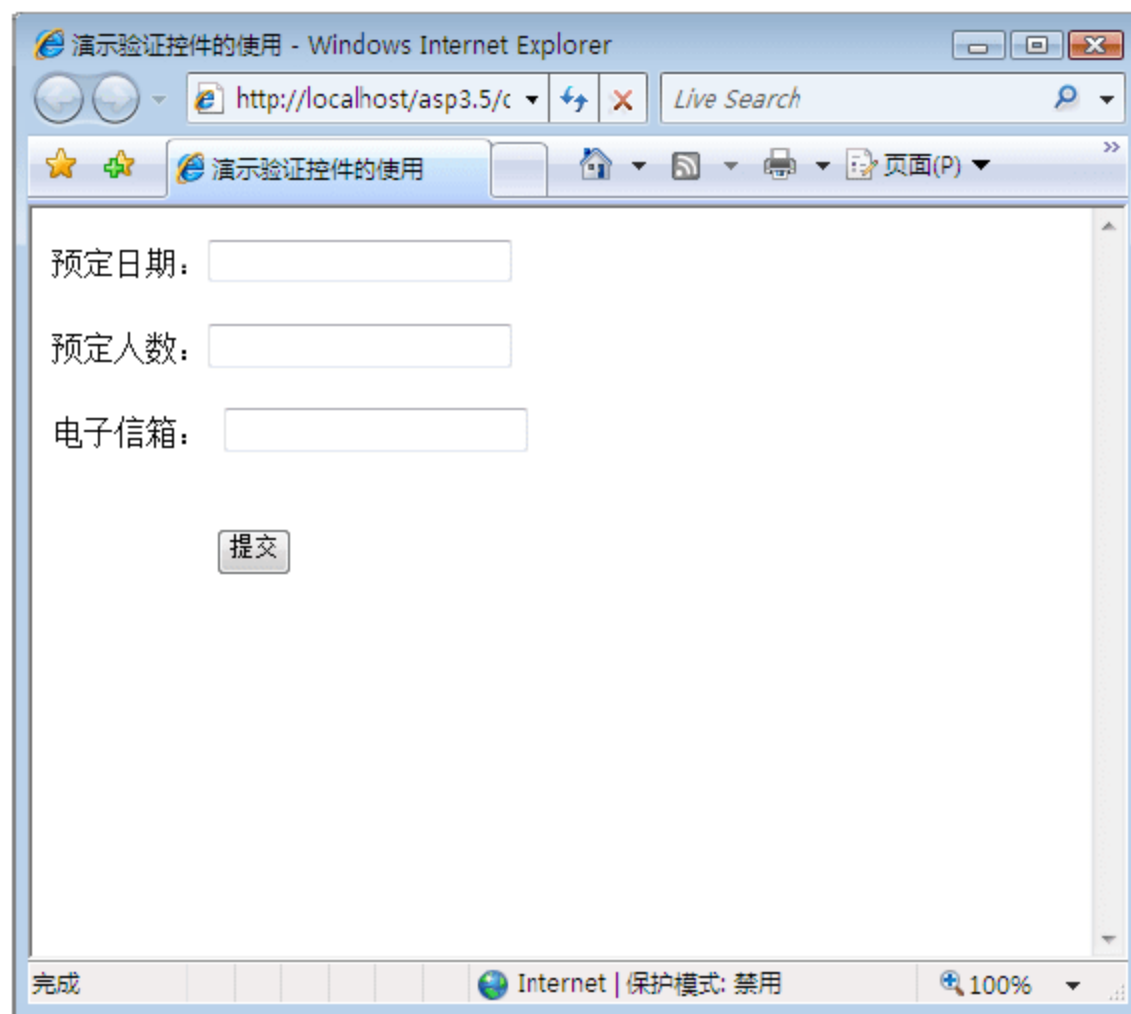 演示验证控件的使用 - Windows Internet Explorer
http://localhost/asp3.5/c
Live Search
演示验证控件的使用
页面(P)
预定日期：
预定人数：
电子信箱：
提交
完成
Internet | 保护模式: 禁用
100%